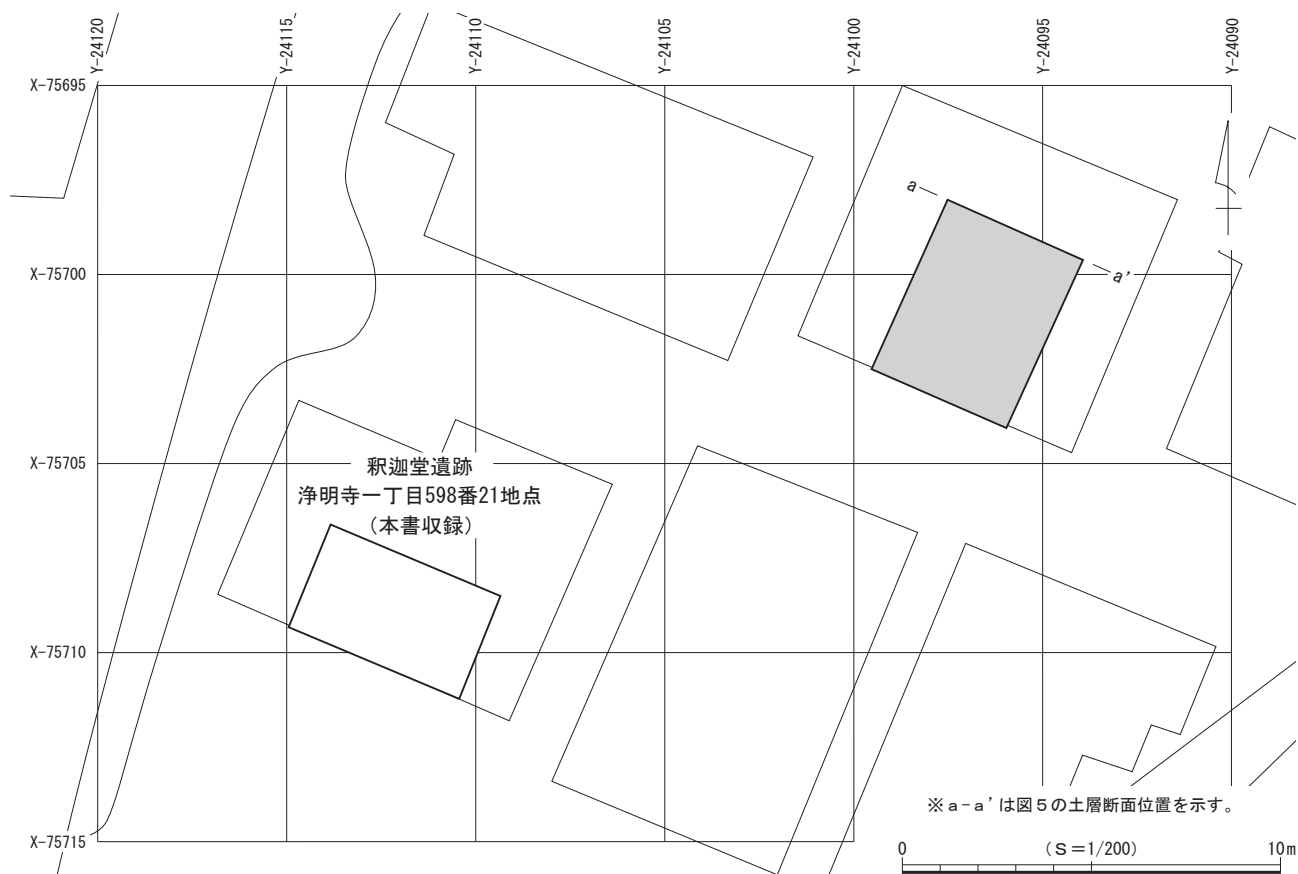 Y-24120
Y-24115
Y-24110
Y-24105
Y-24100
Y-24095
Y-24090
X-75695
a
X-75700
a'
X-75705
釈迦堂遺跡
浄明寺一丁目598番21地点
(本書収録)
X-75710
※a-a'は図5の土層断面位置を示す。
X-75715
0 (S=1/200) 10m